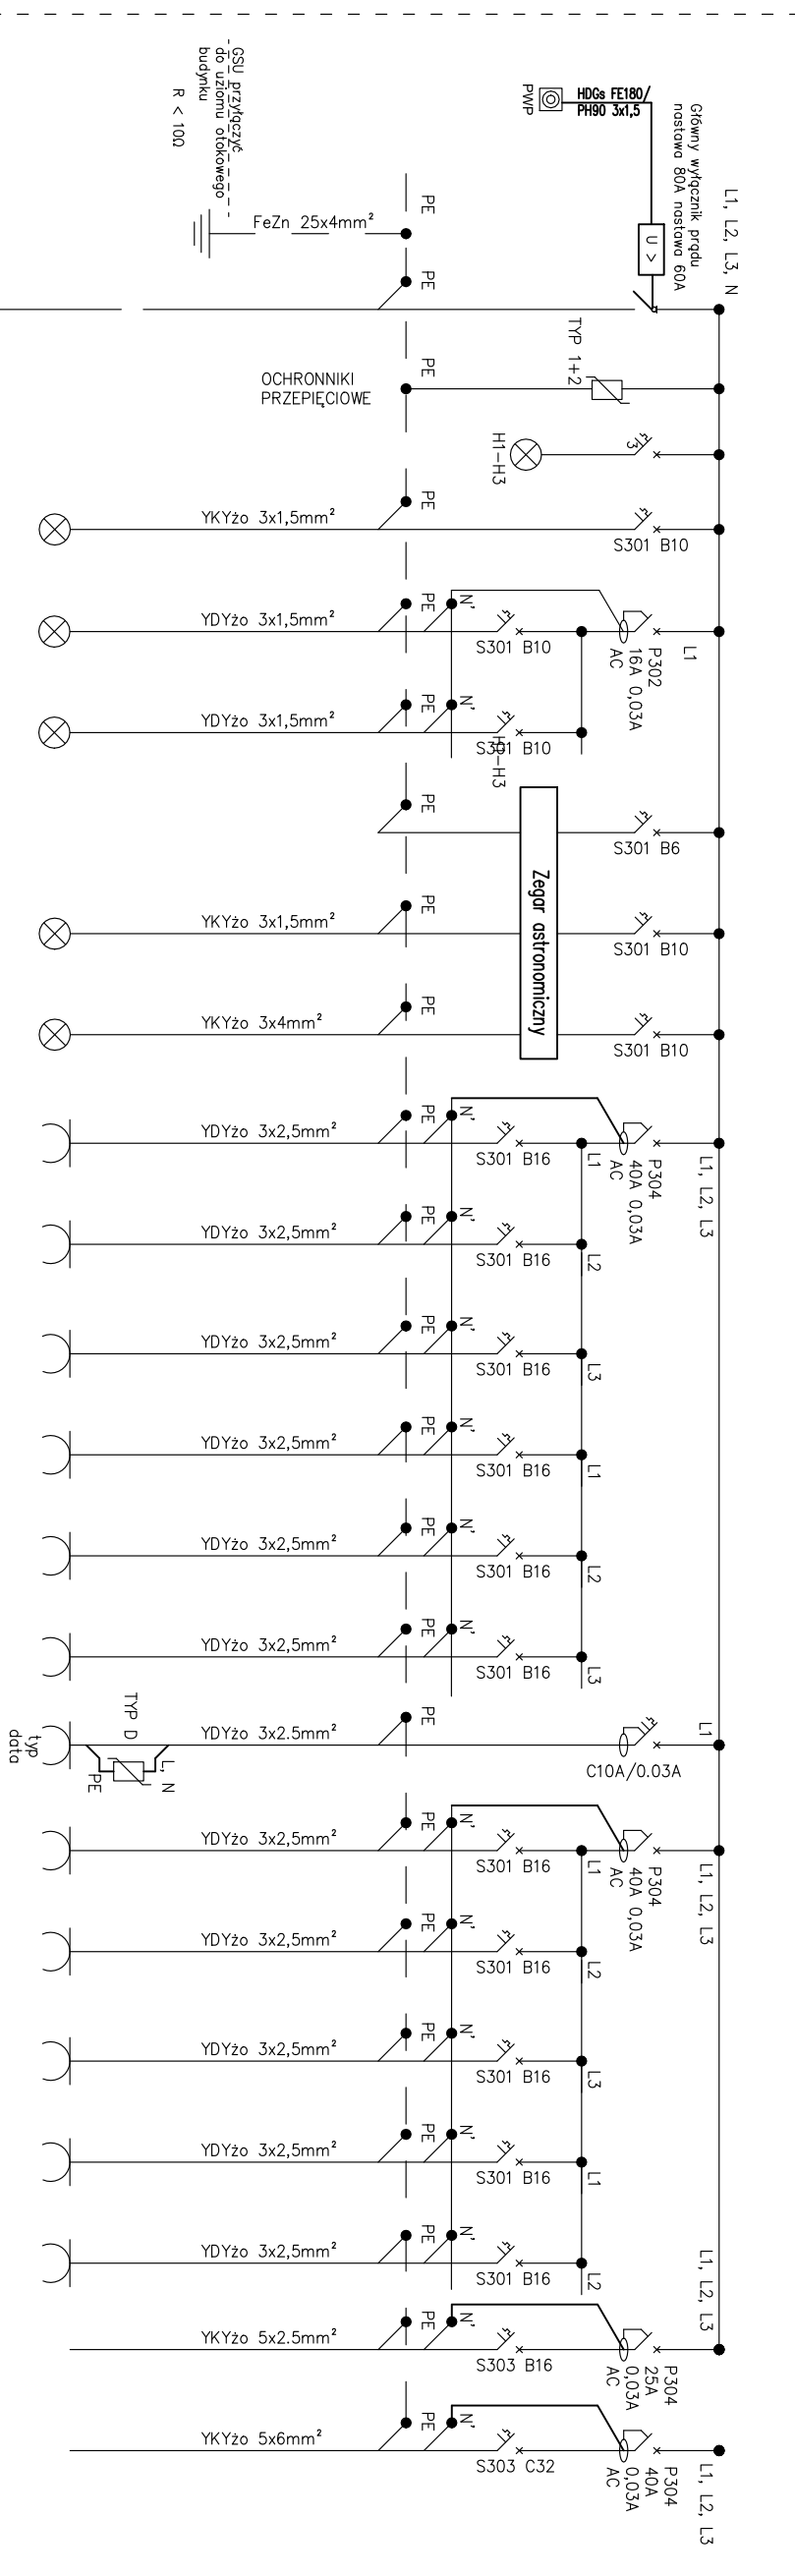 GSU przyłączyć
do uziomu otokowego
budynku
R < 10Ω
PWP
HDGs FE180/
PH90 3x1,5
Główny wyłącznik prądu
nastawa 80A nastawa 60A
L1, L2, L3, N
U >
PE
FeZn 25x4mm²
PE
TYP 1+2
PE
OCHRONNIKI
PRZEPIĘCIOWE
H1-H3
3
PE
YKYżo 3x1,5mm²
S301 B10
PE
N'
YDYżo 3x1,5mm²
S301 B10
P302
16A 0,03A
AC
L1
PE
N'
YDYżo 3x1,5mm²
S301 B10
H1-H3
PE
S301 B6
Zegar astronomiczny
PE
YKYżo 3x1,5mm²
S301 B10
PE
YKYżo 3x4mm²
S301 B10
PE
N'
YDYżo 3x2,5mm²
S301 B16
L1
P304
40A 0,03A
AC
L1, L2, L3
PE
N'
YDYżo 3x2,5mm²
S301 B16
L2
PE
N'
YDYżo 3x2,5mm²
S301 B16
L3
PE
N'
YDYżo 3x2,5mm²
S301 B16
L1
PE
N'
YDYżo 3x2,5mm²
S301 B16
L2
PE
N'
YDYżo 3x2,5mm²
S301 B16
L3
PE
L1
YDYżo 3x2.5mm²
C10A/0.03A
TYP D
L, N
PE
typ
data
PE
N'
YDYżo 3x2,5mm²
S301 B16
L1
P304
40A 0,03A
AC
L1, L2, L3
PE
N'
YDYżo 3x2,5mm²
S301 B16
L2
PE
N'
YDYżo 3x2,5mm²
S301 B16
L3
PE
N'
YDYżo 3x2,5mm²
S301 B16
L1
PE
N'
YDYżo 3x2,5mm²
S301 B16
L2
L1, L2, L3
PE
N'
YKYżo 5x2.5mm²
S303 B16
P304
25A
0,03A
AC
PE
N'
YKYżo 5x6mm²
S303 C32
P304
40A
0,03A
AC
L1, L2, L3